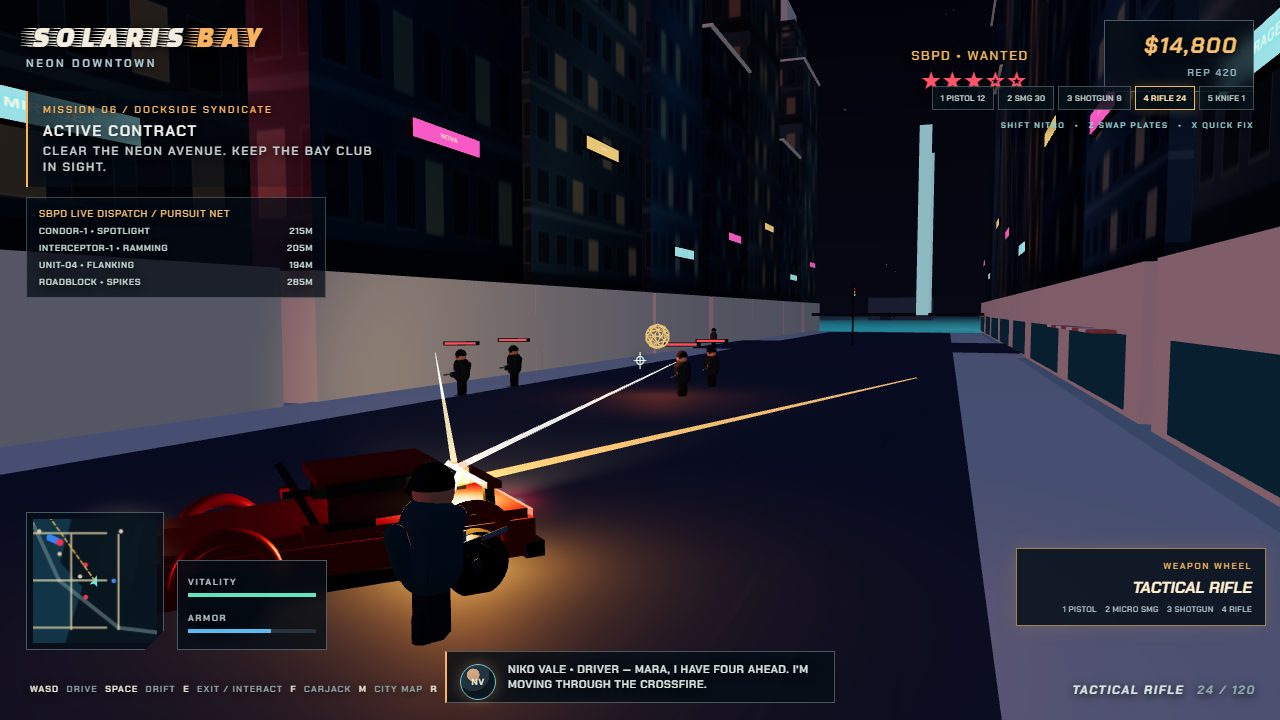 SOLARIS BAY
NEON DOWNTOWN
MISSION 06 / DOCKSIDE SYNDICATE
ACTIVE CONTRACT
CLEAR THE NEON AVENUE. KEEP THE BAY CLUB
IN SIGHT.
SBPD LIVE DISPATCH / PURSUIT NET
CONDOR-1 • SPOTLIGHT 215M
INTERCEPTOR-1 • RAMMING 205M
UNIT-04 • FLANKING 194M
ROADBLOCK • SPIKES 285M
SBPD • WANTED
★★★☆☆
$14,800
REP 420
1 PISTOL 12 2 SMG 30 3 SHOTGUN 8 4 RIFLE 24 5 KNIFE 1
SHIFT NITRO • Z SWAP PLATES • X QUICK FIX
NOVA
VITALITY
ARMOR
WEAPON WHEEL
TACTICAL RIFLE
1 PISTOL 2 MICRO SMG 3 SHOTGUN 4 RIFLE
NV
NIKO VALE • DRIVER — MARA, I HAVE FOUR AHEAD. I'M
MOVING THROUGH THE CROSSFIRE.
WASD DRIVE SPACE DRIFT E EXIT / INTERACT F CARJACK M CITY MAP R
TACTICAL RIFLE 24 / 120